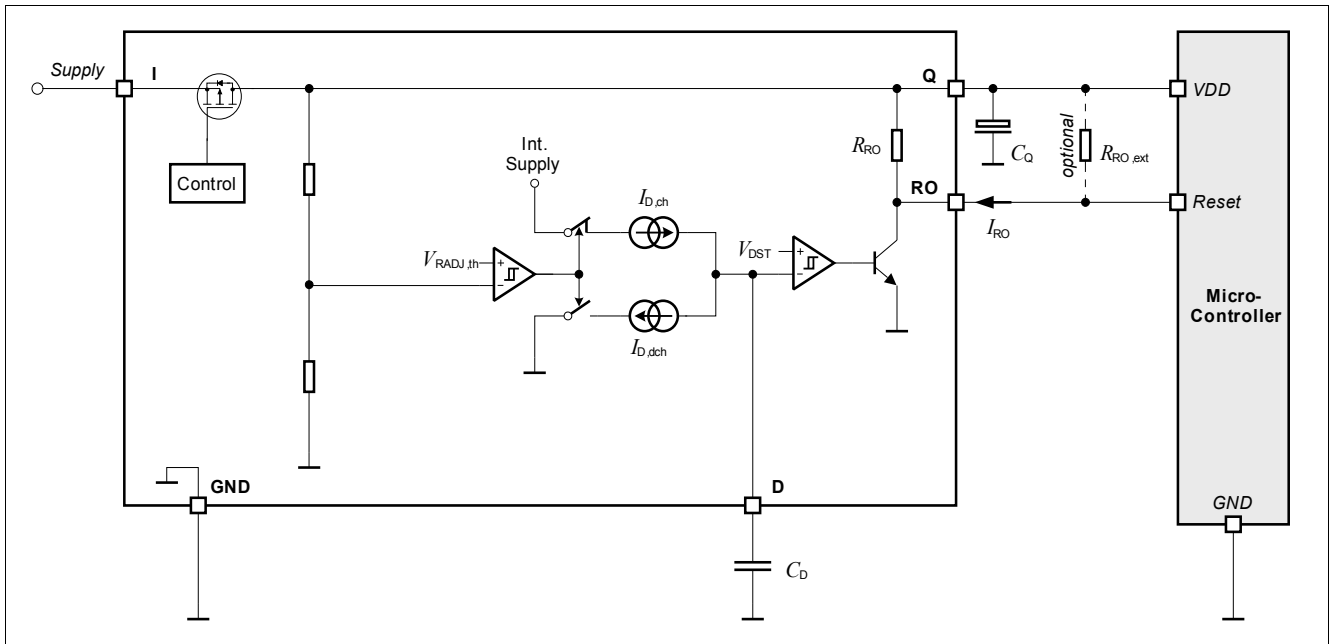 Supply
I
Q
VDD
Control
Int.
Supply
R_RO
C_Q
optional
R_RO,ext
I_D,ch
RO
Reset
I_RO
V_RADJ,th
+
−
V_DST
+
−
I_D,dch
Micro-
Controller
GND
D
GND
C_D